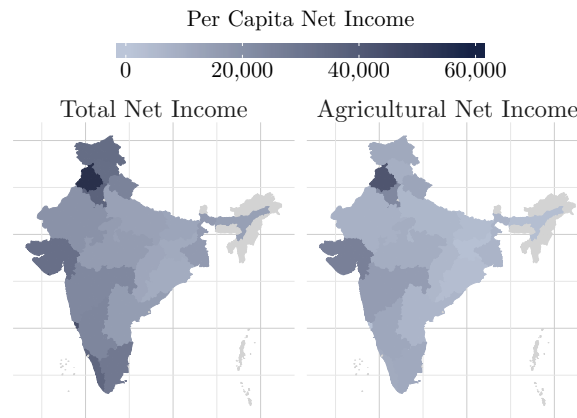 Per Capita Net Income
0 20,000 40,000 60,000
Total Net Income Agricultural Net Income